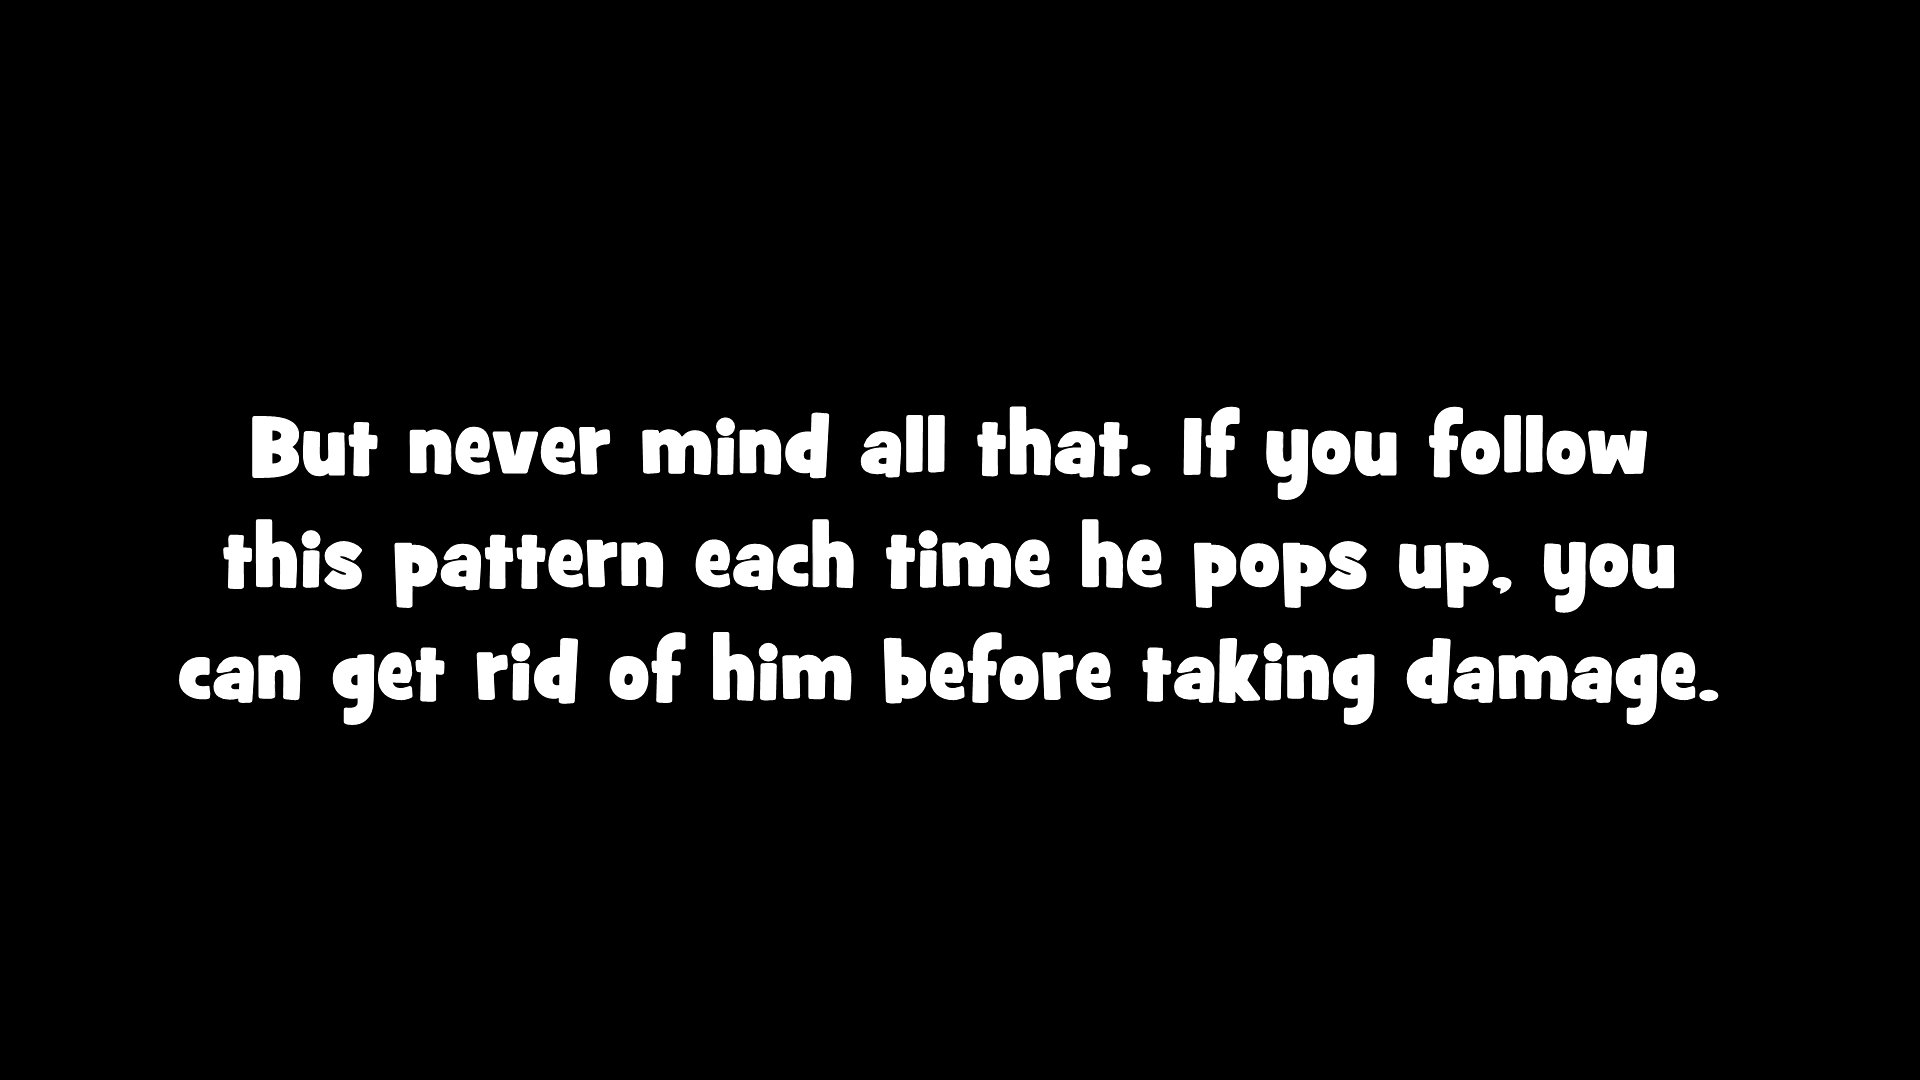 But never mind all that. If you follow
this pattern each time he pops up, you
can get rid of him before taking damage.